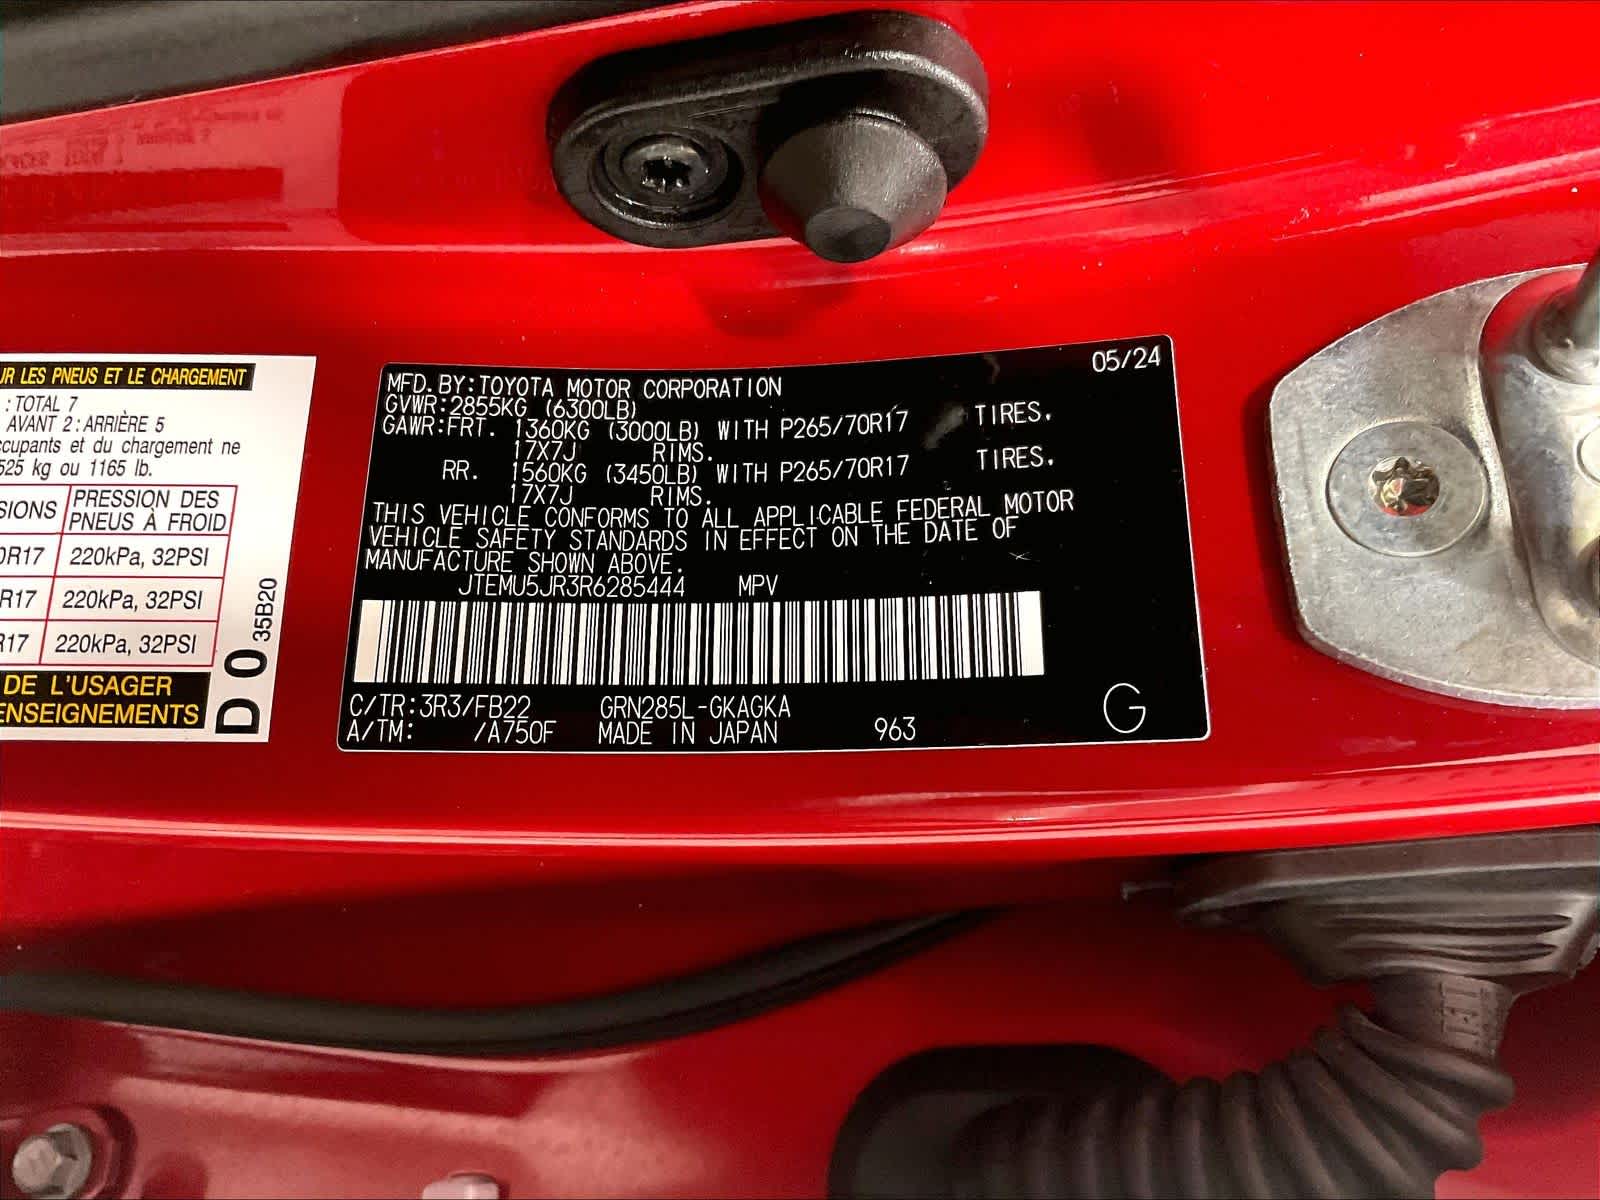 UR LES PNEUS ET LE CHARGEMENT
: TOTAL 7
AVANT 2 : ARRIÈRE 5
ccupants et du chargement ne
525 kg ou 1165 lb.
SIONS PRESSION DES PNEUS À FROID
0R17 220kPa, 32PSI
R17 220kPa, 32PSI
R17 220kPa, 32PSI
DE L'USAGER
ENSEIGNEMENTS
D0 35B20
05/24
MFD. BY: TOYOTA MOTOR CORPORATION
GVWR: 2855KG (6300LB)
GAWR: FRT. 1360KG (3000LB) WITH P265/70R17 TIRES.
17X7J RIMS.
RR. 1560KG (3450LB) WITH P265/70R17 TIRES.
17X7J RIMS.
THIS VEHICLE CONFORMS TO ALL APPLICABLE FEDERAL MOTOR
VEHICLE SAFETY STANDARDS IN EFFECT ON THE DATE OF
MANUFACTURE SHOWN ABOVE.
JTEMU5JR3R6285444 MPV
C/TR: 3R3/FB22 GRN285L-GKAGKA
A/TM: /A750F MADE IN JAPAN 963
G